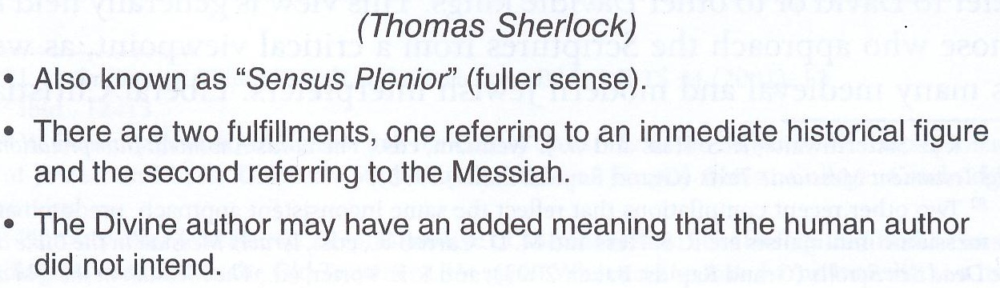 (Thomas Sherlock)
• Also known as “Sensus Plenior” (fuller sense).
• There are two fulfillments, one referring to an immediate historical figure
and the second referring to the Messiah.
• The Divine author may have an added meaning that the human author
did not intend.